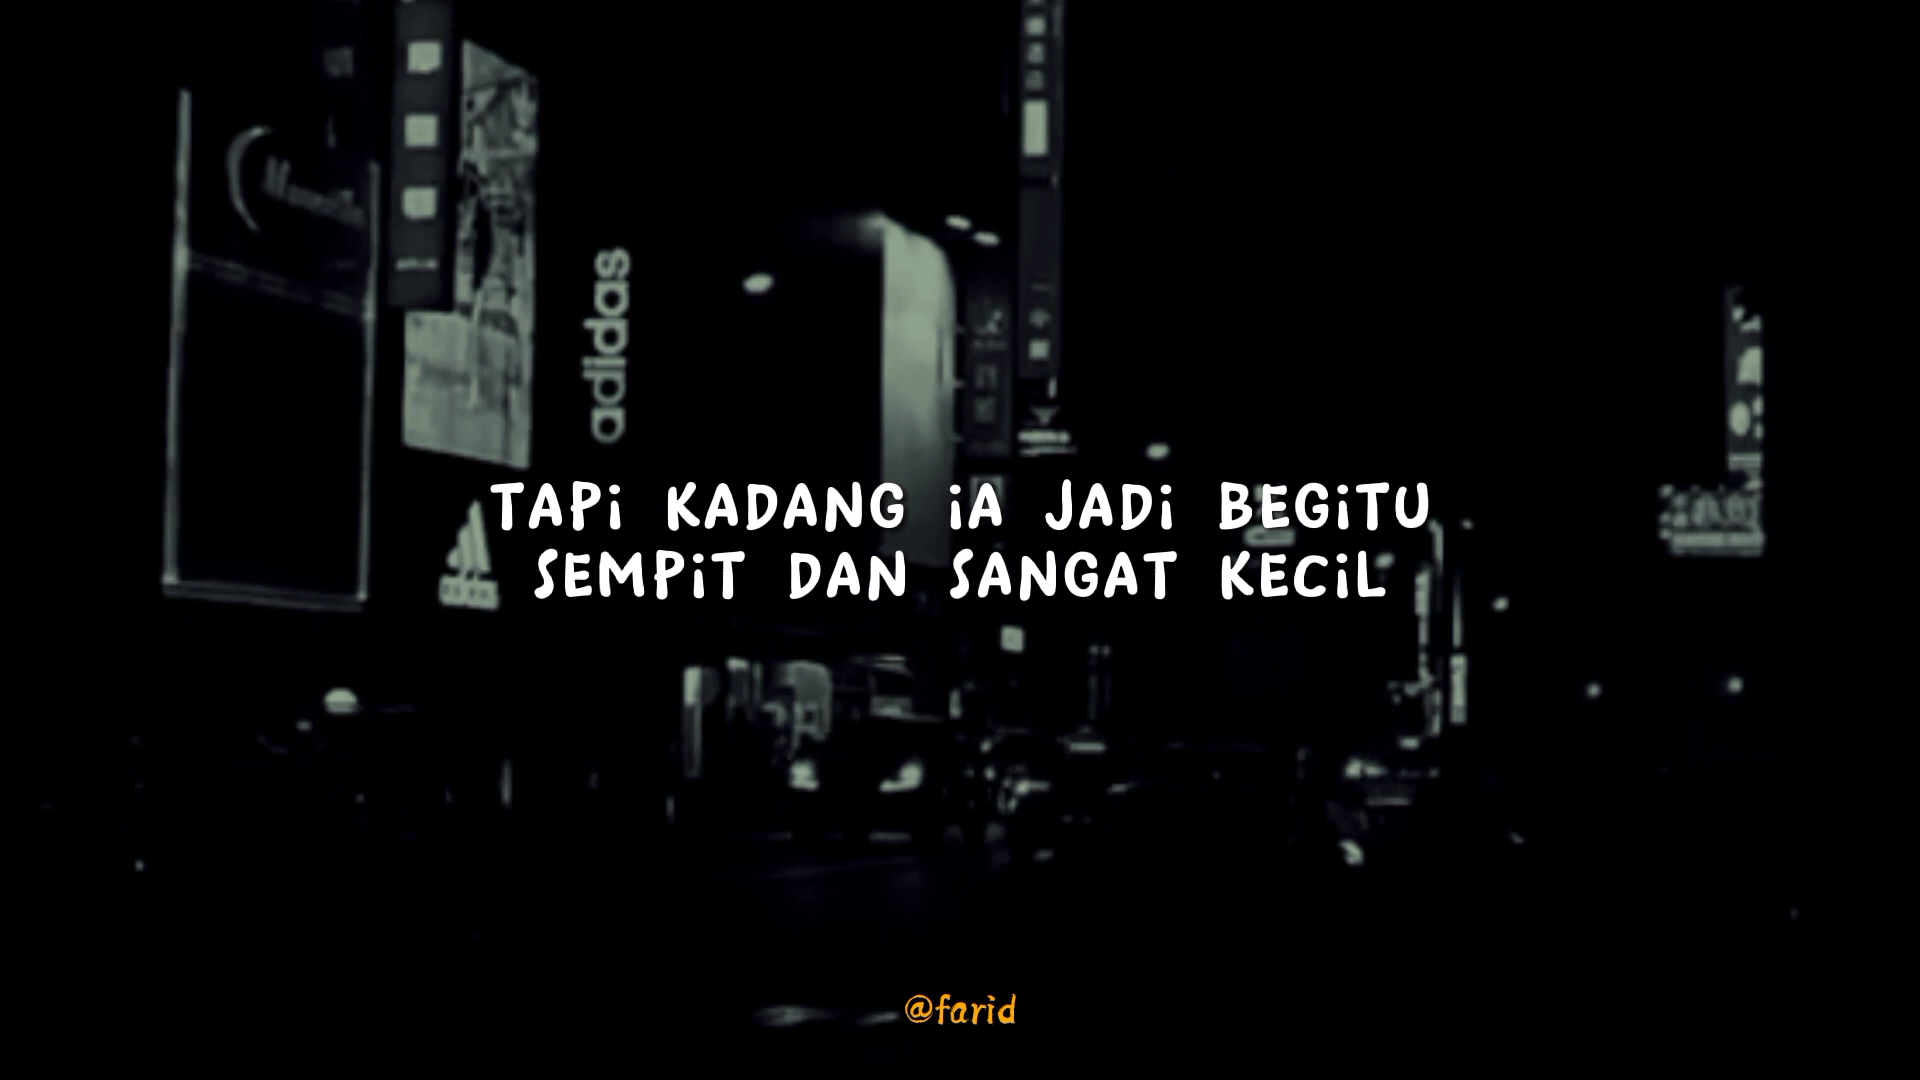 adidas
TAPi KADANG iA JADi BEGiTU
SEMPiT DAN SANGAT KECiL
@farid